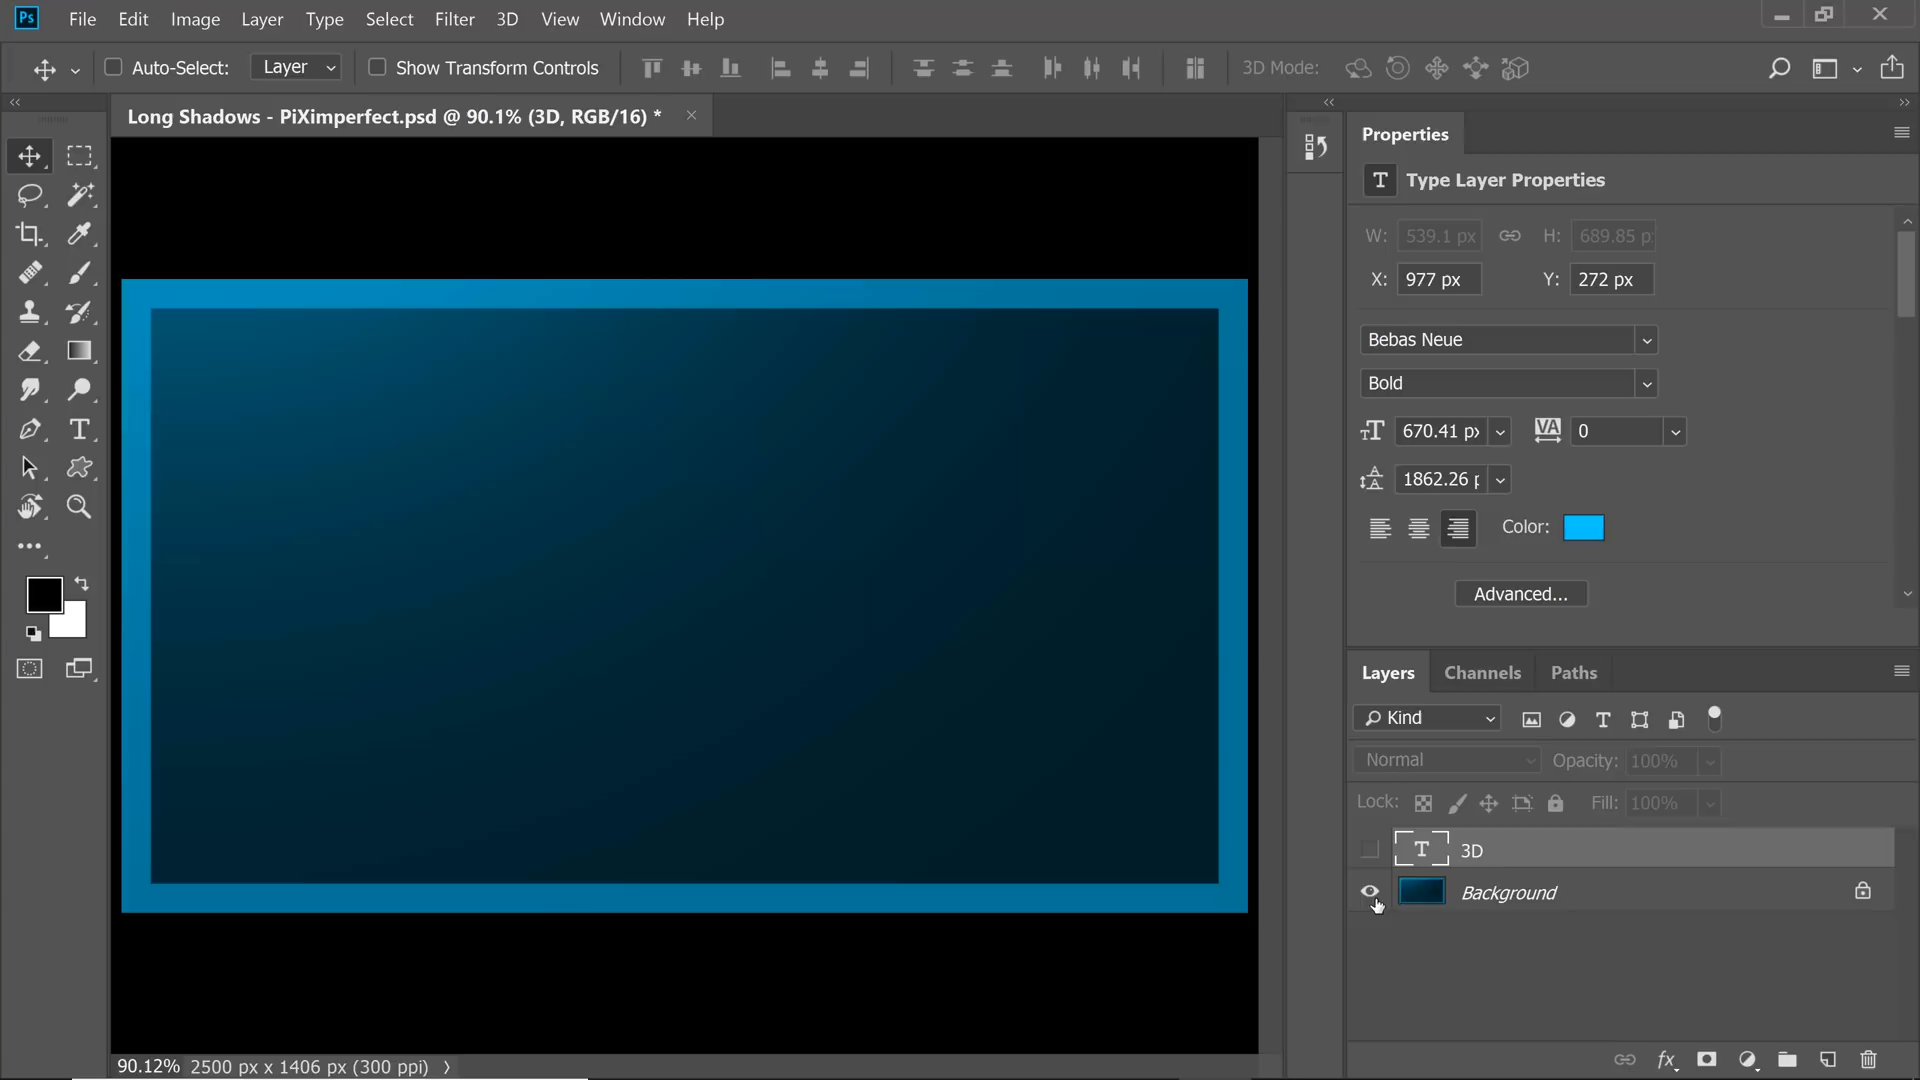 Ps File Edit Image Layer Type Select Filter 3D View Window Help
Auto-Select: Layer Show Transform Controls 3D Mode:
Long Shadows - PiXimperfect.psd @ 90.1% (3D, RGB/16) *
Properties
T Type Layer Properties
W: 539.1 px H: 689.85 p
X: 977 px Y: 272 px
Bebas Neue
Bold
670.41 px VA 0
1862.26 p
Color:
Advanced...
Layers Channels Paths
Kind
Normal Opacity: 100%
Lock: Fill: 100%
T 3D
Background
90.12% 2500 px x 1406 px (300 ppi)
fx